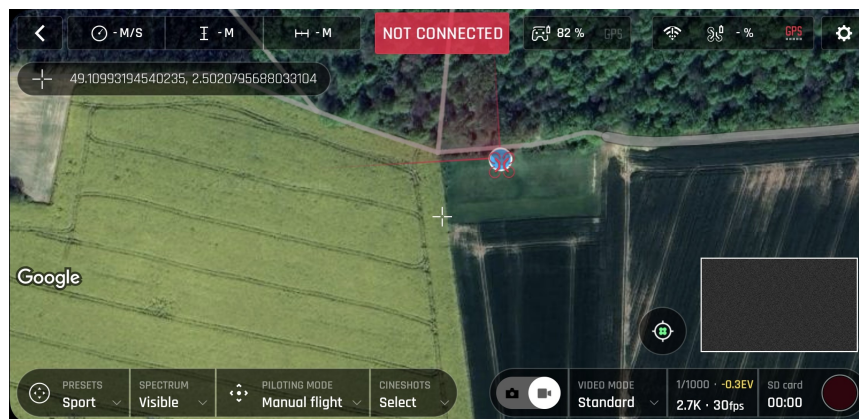 - M/S
- M
- M
NOT CONNECTED
82 %
GPS
- %
GPS
49.10993194540235, 2.5020795688033104
Google
PRESETS
Sport
SPECTRUM
Visible
PILOTING MODE
Manual flight
CINESHOTS
Select
VIDEO MODE
Standard
1/1000 · -0.3EV
2.7K · 30fps
SD card
00:00